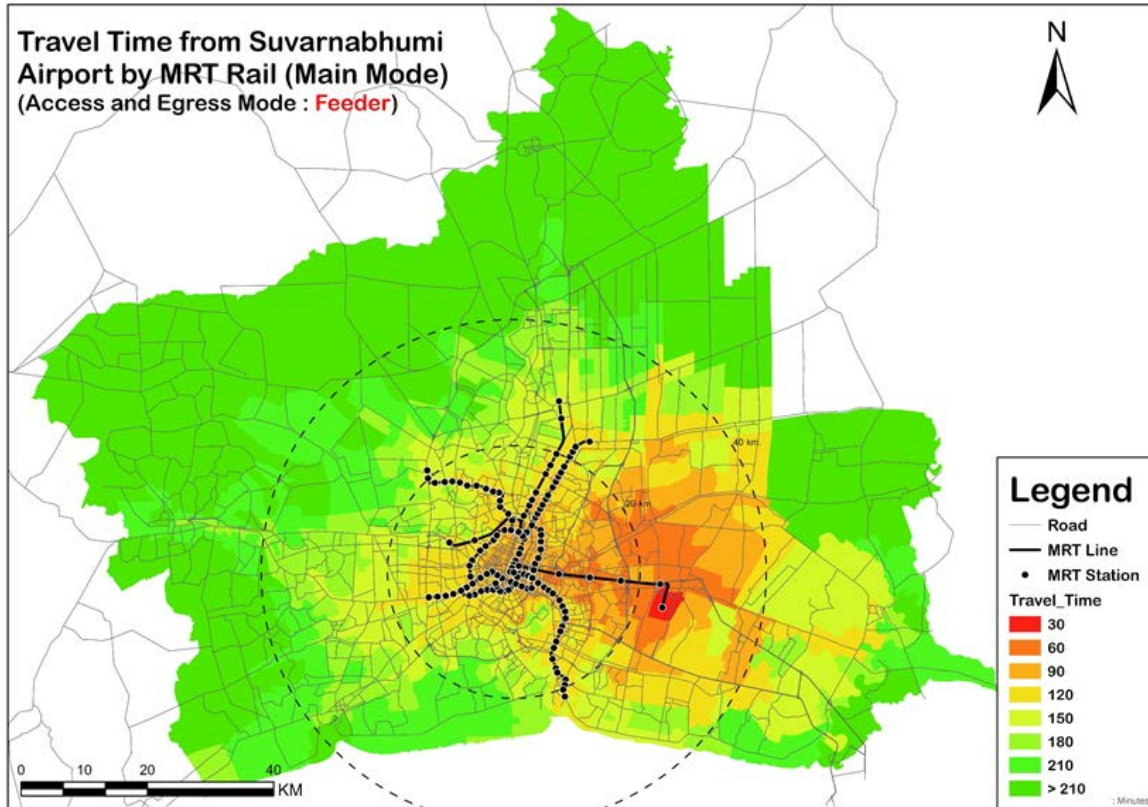 Travel Time from Suvarnabhumi
Airport by MRT Rail (Main Mode)
(Access and Egress Mode : Feeder)
N
40 km.
20 km
Legend
Road
MRT Line
MRT Station
Travel_Time
30
60
90
120
150
180
210
> 210
: Minutes
0 10 20 40
KM